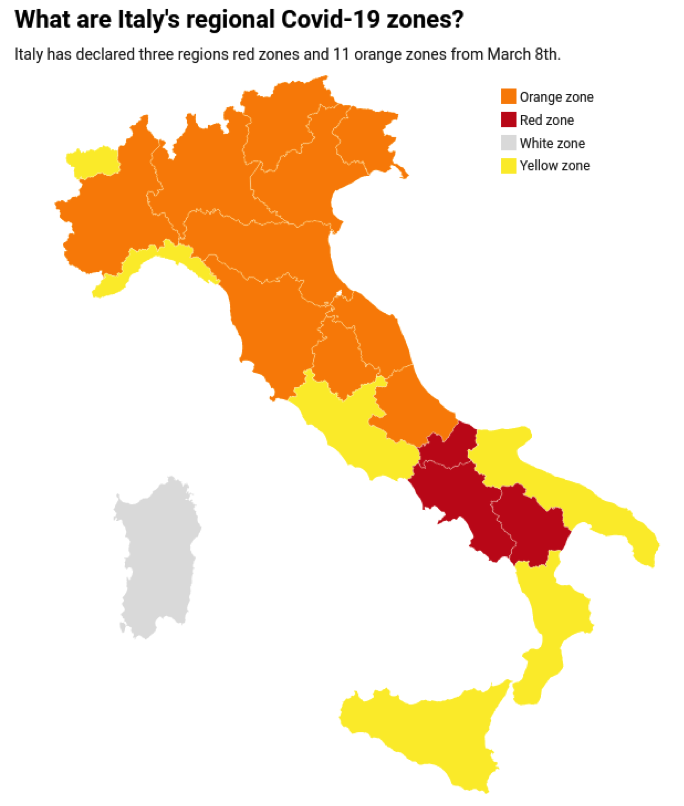 What are Italy's regional Covid-19 zones?
Italy has declared three regions red zones and 11 orange zones from March 8th.
Orange zone
Red zone
White zone
Yellow zone